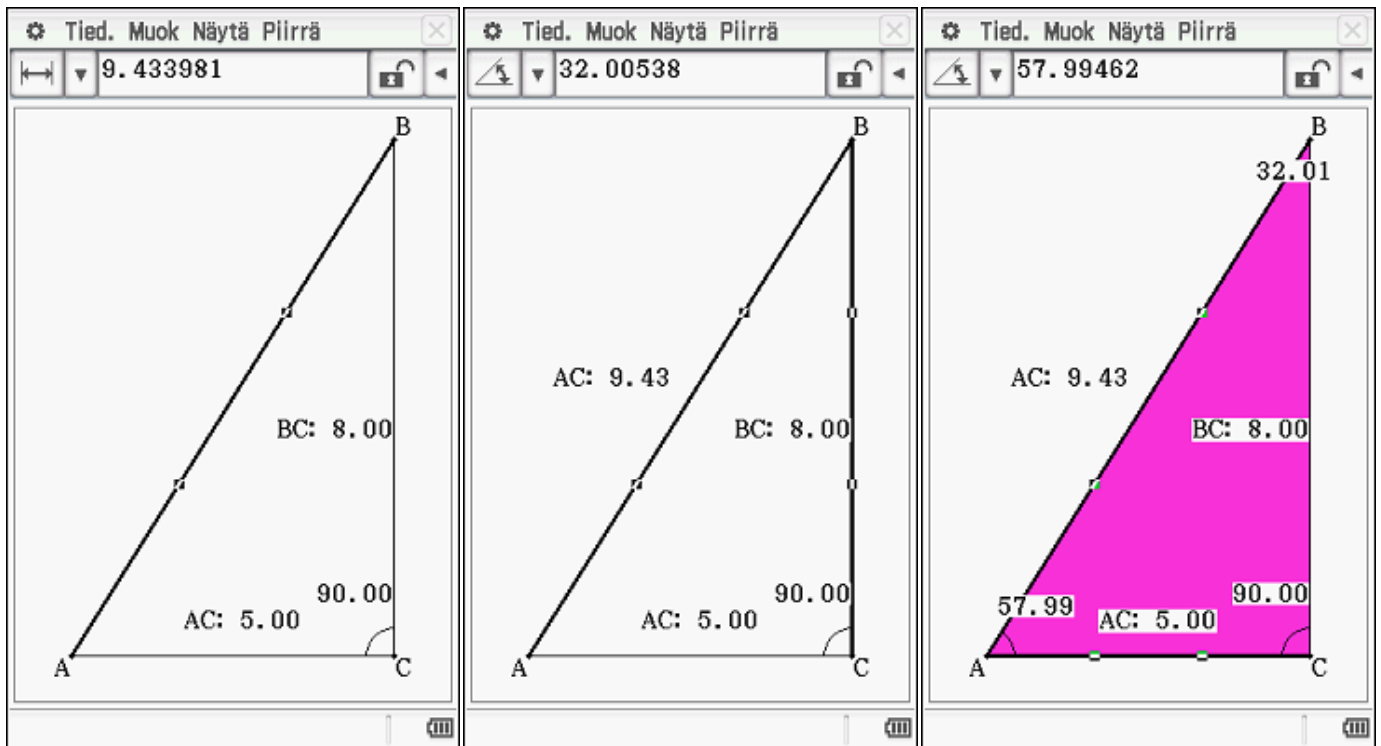 Tied. Muok Näytä Piirrä
9.433981
B
BC: 8.00
90.00
AC: 5.00
A
C
Tied. Muok Näytä Piirrä
32.00538
B
AC: 9.43
BC: 8.00
90.00
AC: 5.00
A
C
Tied. Muok Näytä Piirrä
57.99462
B
32.01
AC: 9.43
BC: 8.00
90.00
57.99
AC: 5.00
A
C